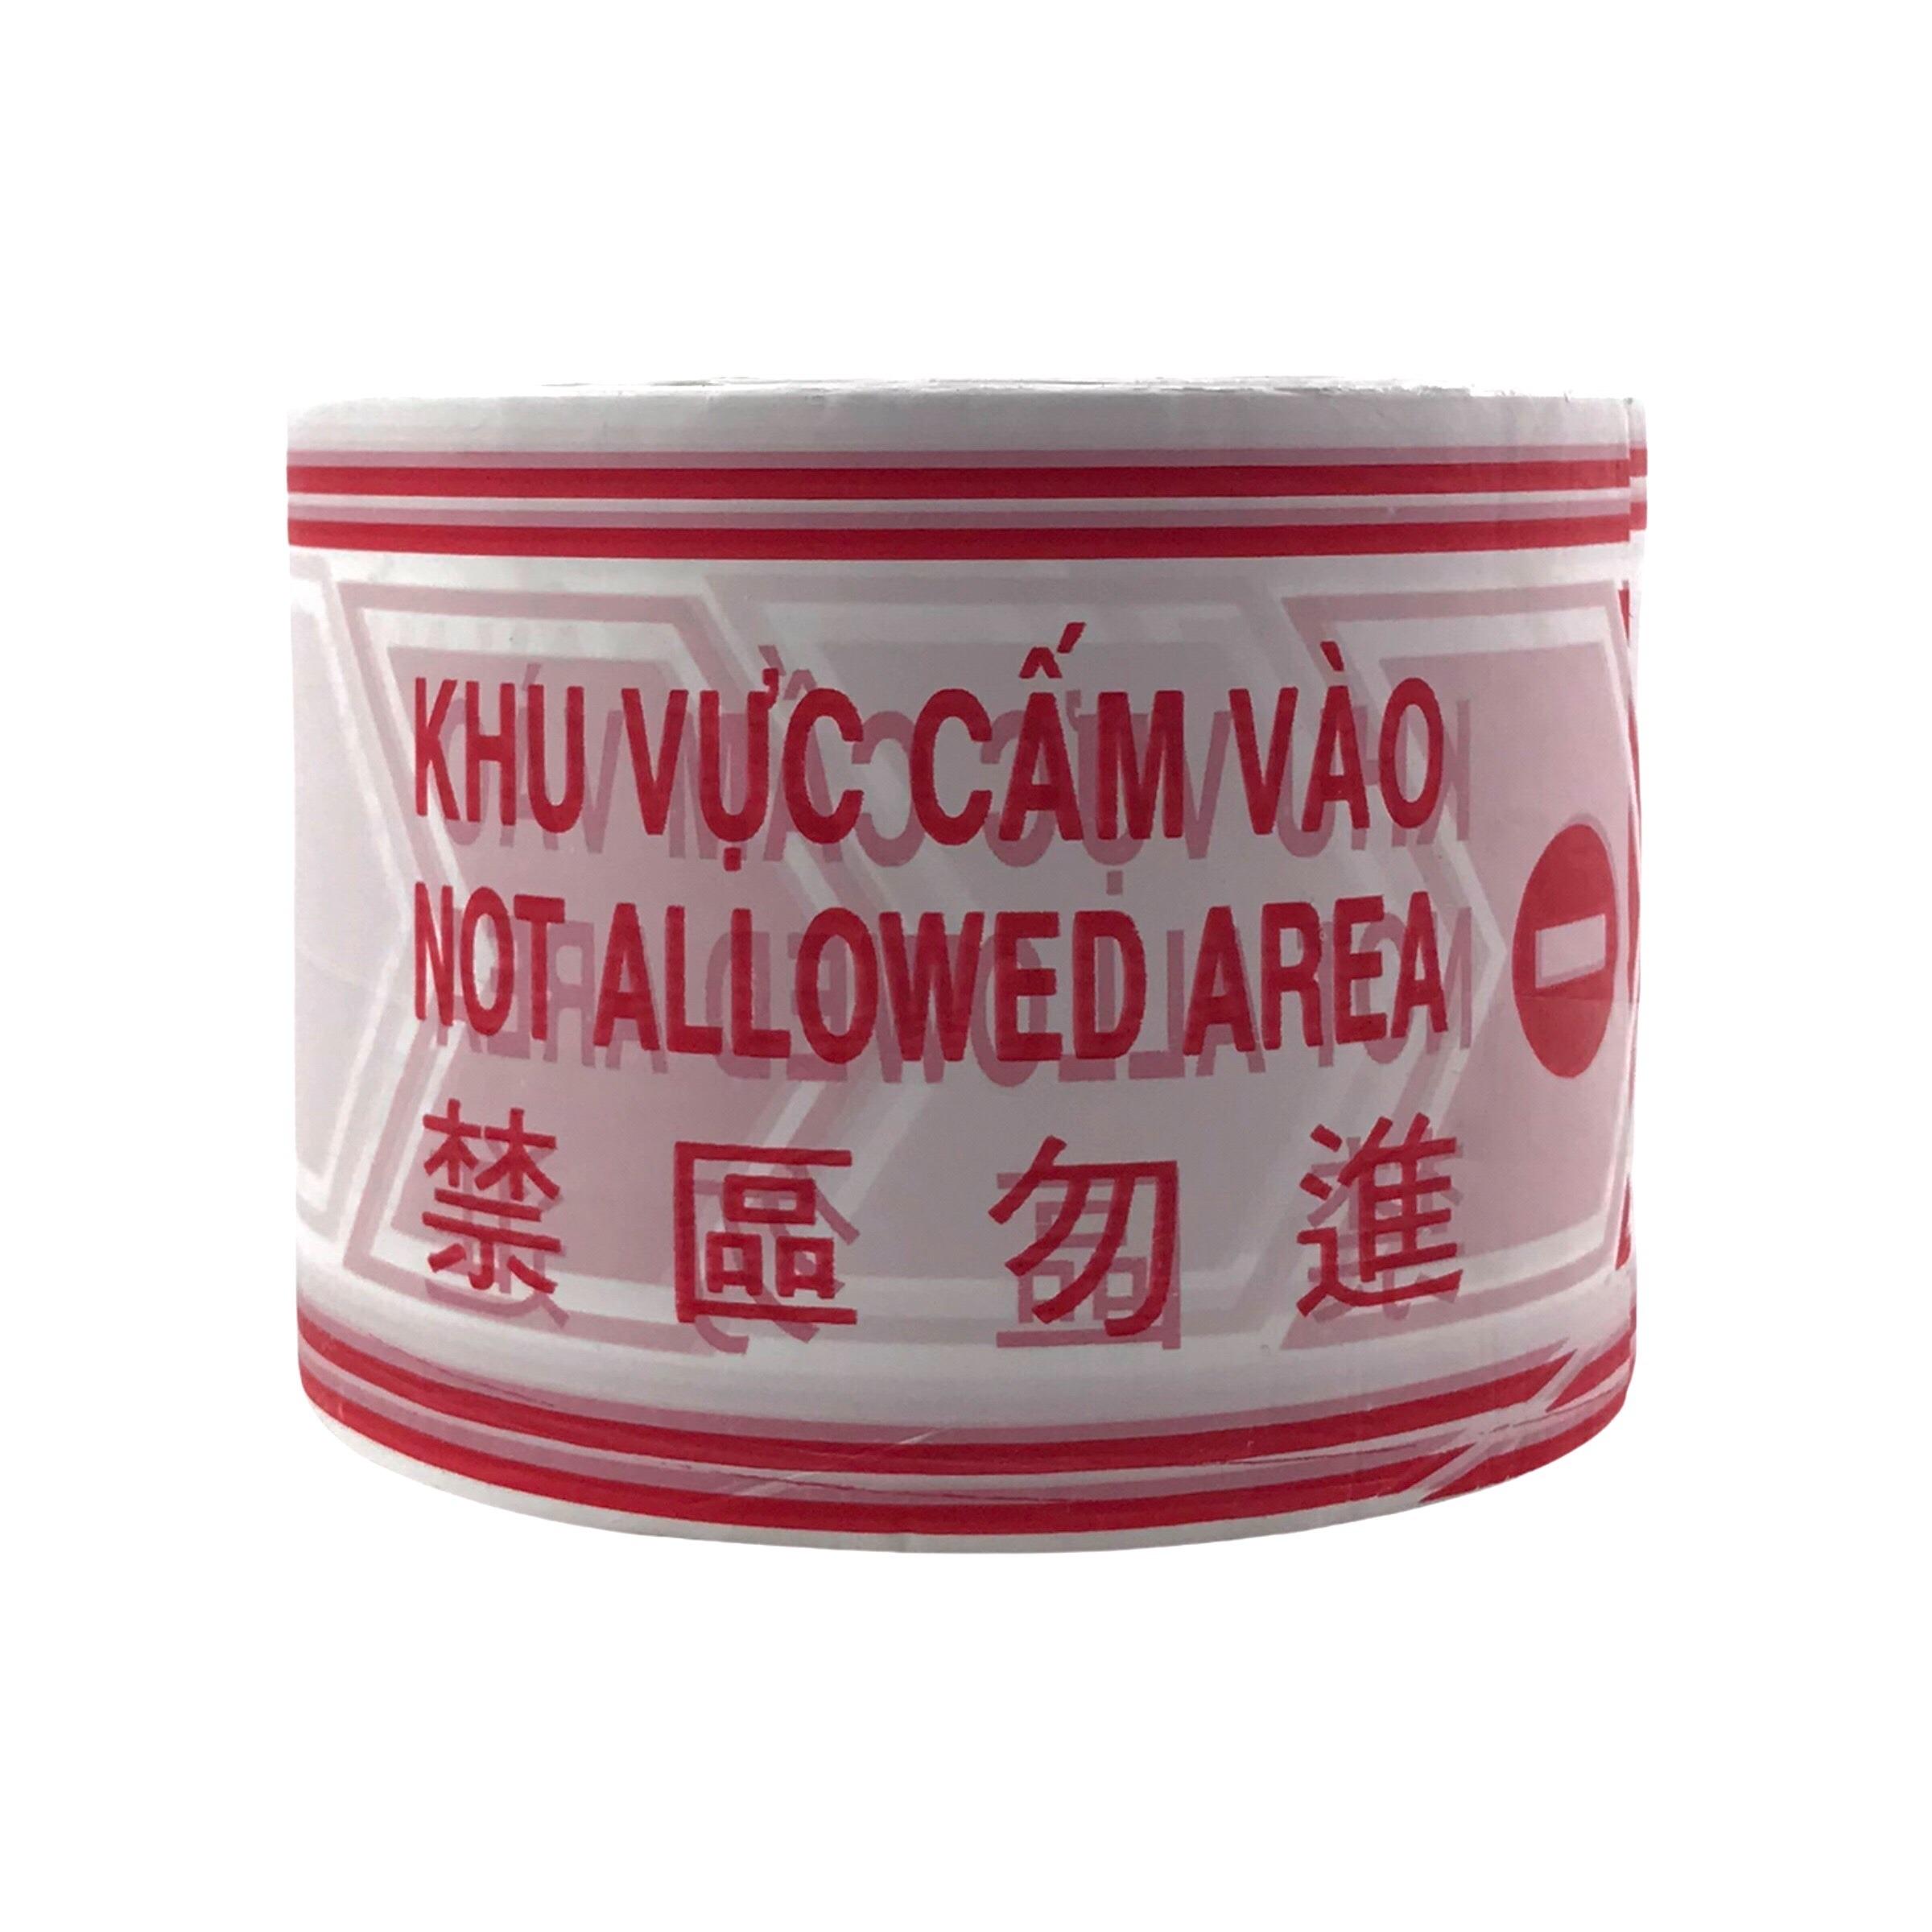 KHU VỰC CẤM VÀO
NOT ALLOWED AREA
禁區勿進